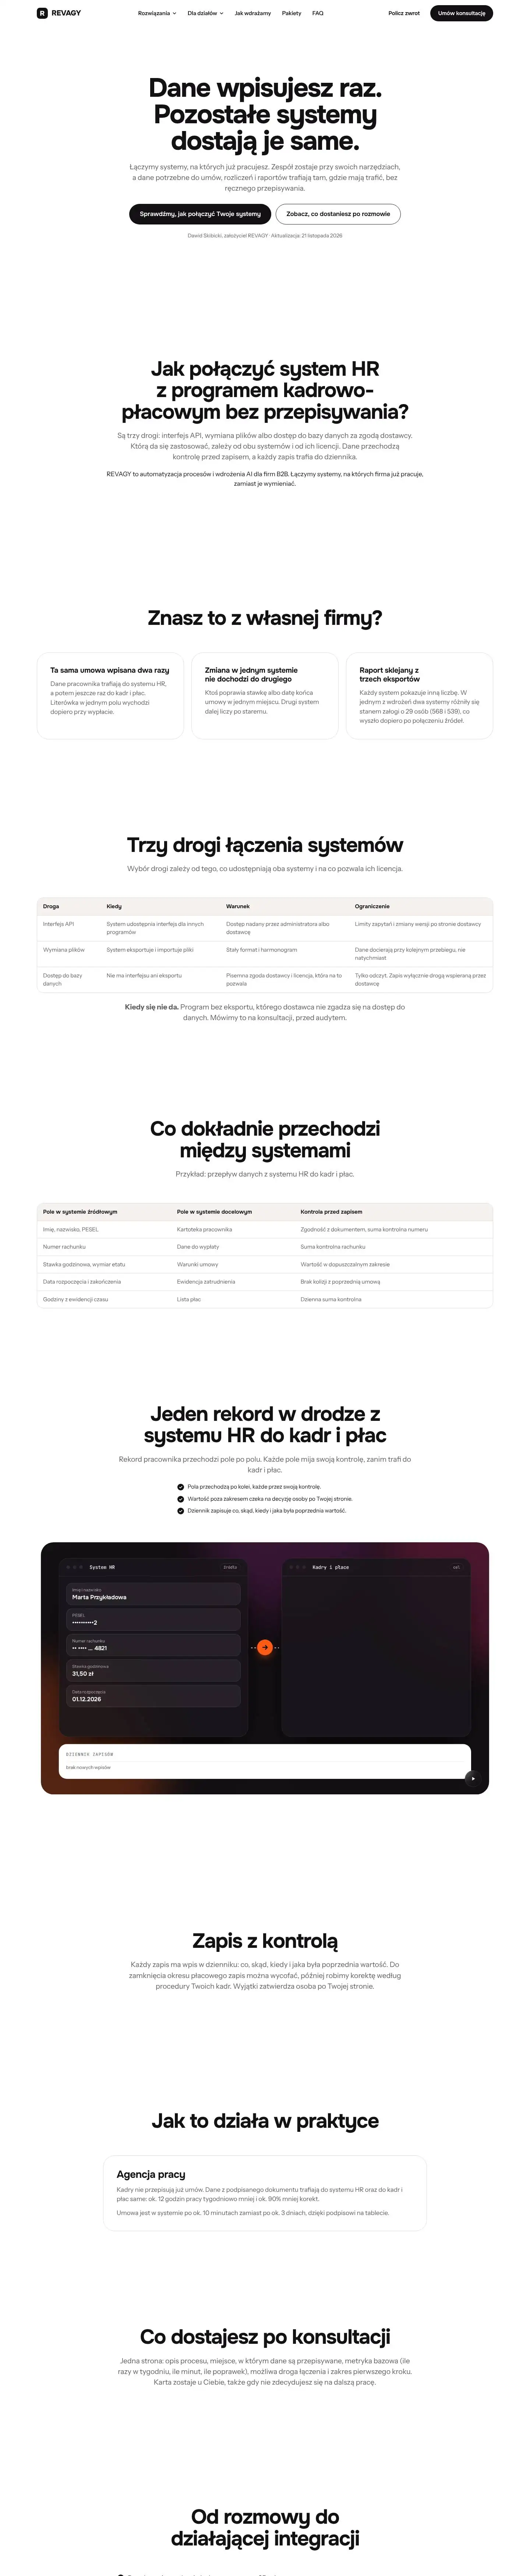 R REVAGY
Rozwiązania
Dla działów
Jak wdrażamy
Pakiety
FAQ
Policz zwrot
Umów konsultację
Dane wpisujesz raz.
Pozostałe systemy
dostają je same.
Łączymy systemy, na których już pracujesz. Zespół zostaje przy swoich narzędziach,
a dane potrzebne do umów, rozliczeń i raportów trafiają tam, gdzie mają trafić, bez
ręcznego przepisywania.
Sprawdźmy, jak połączyć Twoje systemy
Zobacz, co dostaniesz po rozmowie
Dawid Skibicki, założyciel REVAGY · Aktualizacja: 21 listopada 2026
Jak połączyć system HR
z programem kadrowo-
płacowym bez przepisywania?
Są trzy drogi: interfejs API, wymiana plików albo dostęp do bazy danych za zgodą dostawcy.
Którą da się zastosować, zależy od obu systemów i od ich licencji. Dane przechodzą
kontrolę przed zapisem, a każdy zapis trafia do dziennika.
REVAGY to automatyzacja procesów i wdrożenia AI dla firm B2B. Łączymy systemy, na których firma już pracuje,
zamiast je wymieniać.
Znasz to z własnej firmy?
Ta sama umowa wpisana dwa razy
Dane pracownika trafiają do systemu HR,
a potem jeszcze raz do kadr i płac.
Literówka w jednym polu wychodzi
dopiero przy wypłacie.
Zmiana w jednym systemie
nie dochodzi do drugiego
Ktoś poprawia stawkę albo datę końca
umowy w jednym miejscu. Drugi system
dalej liczy po staremu.
Raport sklejany z
trzech eksportów
Każdy system pokazuje inną liczbę. W
jednym z wdrożeń dwa systemy różniły się
stanem załogi o 29 osób (568 i 539), co
wyszło dopiero po połączeniu źródeł.
Trzy drogi łączenia systemów
Wybór drogi zależy od tego, co udostępniają oba systemy i na co pozwala ich licencja.
Droga Kiedy Warunek Ograniczenie
Interfejs API System udostępnia interfejs dla innych programów Dostęp nadany przez administratora albo dostawcę Limity zapytań i zmiany wersji po stronie dostawcy
Wymiana plików System eksportuje i importuje pliki Stały format i harmonogram Dane docierają przy kolejnym przebiegu, nie natychmiast
Dostęp do bazy danych Nie ma interfejsu ani eksportu Pisemna zgoda dostawcy i licencja, która na to pozwala Tylko odczyt. Zapis wyłącznie drogą wspieraną przez dostawcę
Kiedy się nie da. Program bez eksportu, którego dostawca nie zgadza się na dostęp do
danych. Mówimy to na konsultacji, przed audytem.
Co dokładnie przechodzi
między systemami
Przykład: przepływ danych z systemu HR do kadr i płac.
Pole w systemie źródłowym Pole w systemie docelowym Kontrola przed zapisem
Imię, nazwisko, PESEL Kartoteka pracownika Zgodność z dokumentem, suma kontrolna numeru
Numer rachunku Dane do wypłaty Suma kontrolna rachunku
Stawka godzinowa, wymiar etatu Warunki umowy Wartość w dopuszczalnym zakresie
Data rozpoczęcia i zakończenia Ewidencja zatrudnienia Brak kolizji z poprzednią umową
Godziny z ewidencji czasu Lista płac Dzienna suma kontrolna
Jeden rekord w drodze z
systemu HR do kadr i płac
Rekord pracownika przechodzi pole po polu. Każde pole mija swoją kontrolę, zanim trafi do
kadr i płac.
Pola przechodzą po kolei, każde przez swoją kontrolę.
Wartość poza zakresem czeka na decyzję osoby po Twojej stronie.
Dziennik zapisuje co, skąd, kiedy i jaka była poprzednia wartość.
System HR
źródło
Kadry i płace
cel
Imię i nazwisko
Marta Przykładowa
PESEL
••••••••••2
Numer rachunku
•• •••• … 4821
Stawka godzinowa
31,50 zł
Data rozpoczęcia
01.12.2026
DZIENNIK ZAPISÓW
brak nowych wpisów
Zapis z kontrolą
Każdy zapis ma wpis w dzienniku: co, skąd, kiedy i jaka była poprzednia wartość. Do
zamknięcia okresu płacowego zapis można wycofać, później robimy korektę według
procedury Twoich kadr. Wyjątki zatwierdza osoba po Twojej stronie.
Jak to działa w praktyce
Agencja pracy
Kadry nie przepisują już umów. Dane z podpisanego dokumentu trafiają do systemu HR oraz do kadr i
płac same: ok. 12 godzin pracy tygodniowo mniej i ok. 90% mniej korekt.
Umowa jest w systemie po ok. 10 minutach zamiast po ok. 3 dniach, dzięki podpisowi na tablecie.
Co dostajesz po konsultacji
Jedna strona: opis procesu, miejsce, w którym dane są przepisywane, metryka bazowa (ile
razy w tygodniu, ile minut, ile poprawek), możliwa droga łączenia i zakres pierwszego kroku.
Karta zostaje u Ciebie, także gdy nie zdecydujesz się na dalszą pracę.
Od rozmowy do
działającej integracji